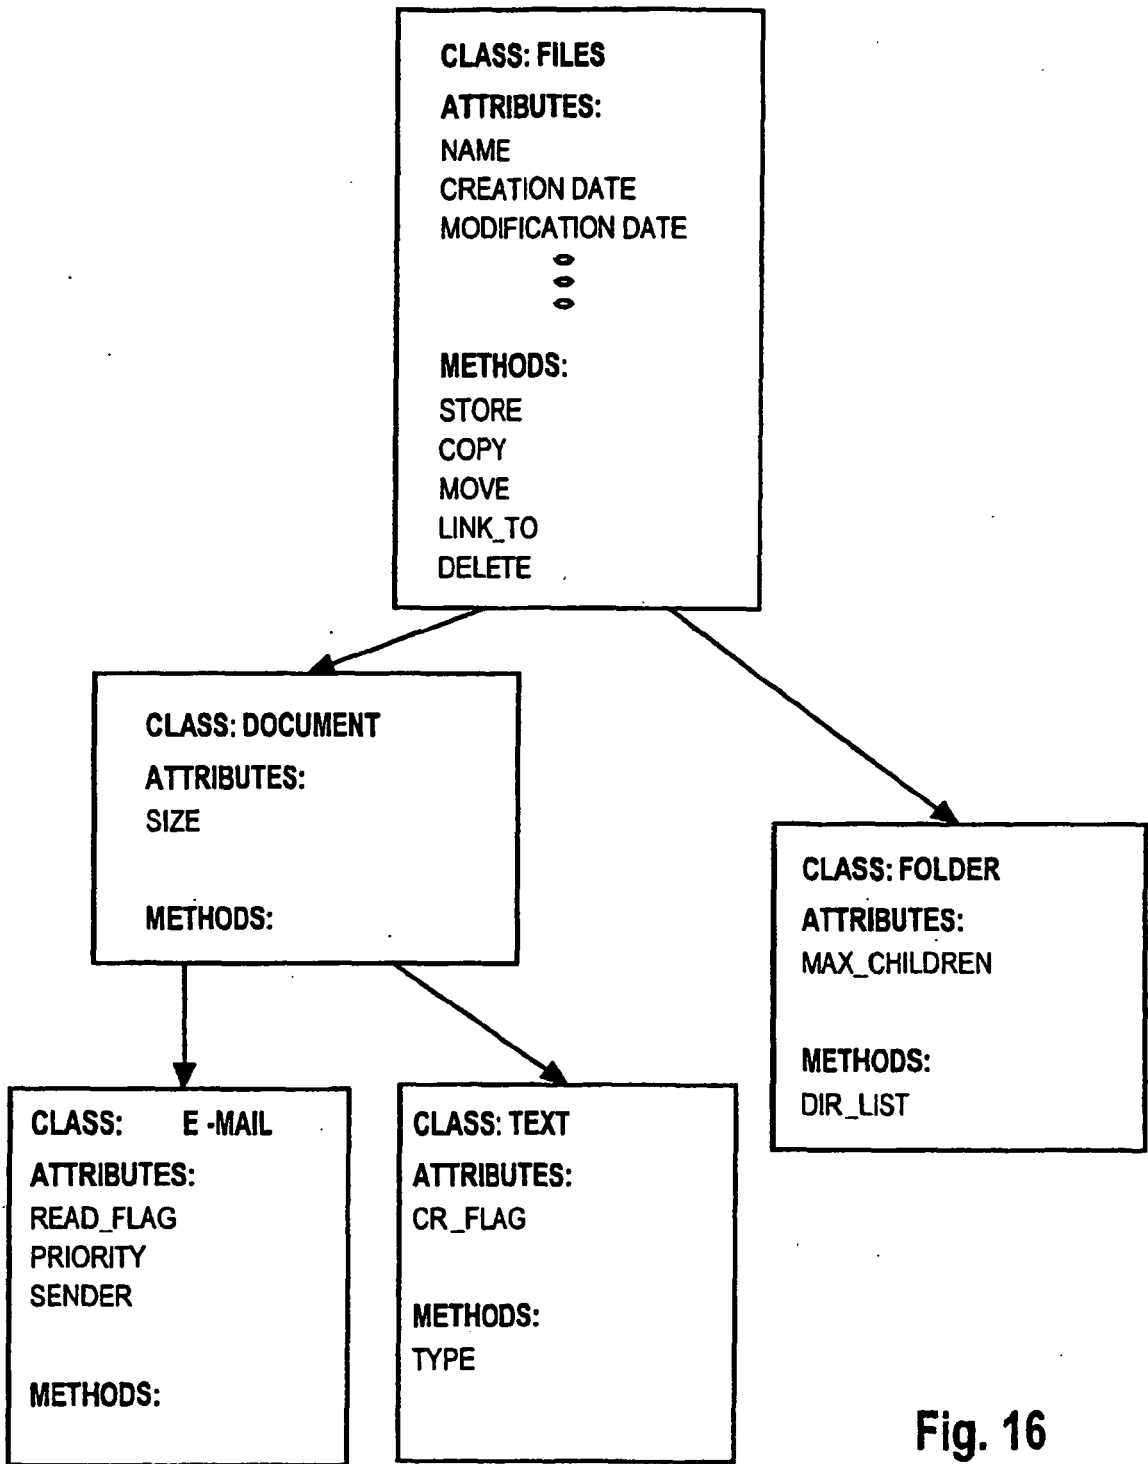 CLASS: FILES
ATTRIBUTES:
NAME
CREATION DATE
MODIFICATION DATE
METHODS:
STORE
COPY
MOVE
LINK_TO
DELETE
CLASS: DOCUMENT
ATTRIBUTES:
SIZE
METHODS:
CLASS: FOLDER
ATTRIBUTES:
MAX_CHILDREN
METHODS:
DIR_LIST
CLASS: E -MAIL
ATTRIBUTES:
READ_FLAG
PRIORITY
SENDER
METHODS:
CLASS: TEXT
ATTRIBUTES:
CR_FLAG
METHODS:
TYPE
Fig. 16